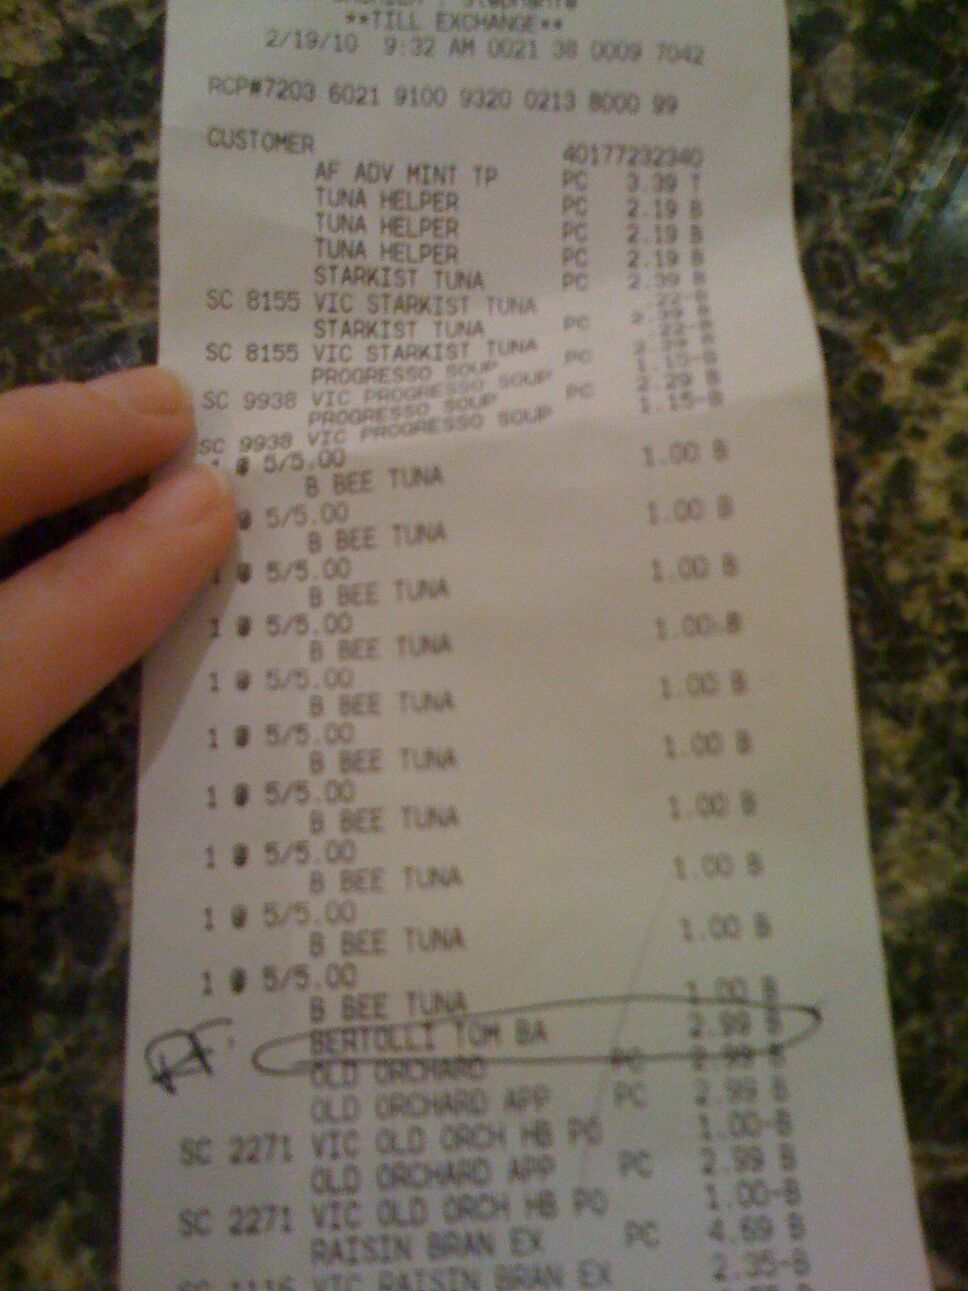 **TILL EXCHANGE**
2/19/10 9:32 AM 0021 38 0009 7042
RCP#7203 6021 9100 9320 0213 8000 99
CUSTOMER 40177232340
AF ADV MINT TP PC 3.39 T
TUNA HELPER PC 2.19 B
TUNA HELPER PC 2.19 B
TUNA HELPER PC 2.19 B
STARKIST TUNA PC 2.39 B
SC 8155 VIC STARKIST TUNA .22-B
STARKIST TUNA PC
SC 8155 VIC STARKIST TUNA
PROGRESSO SOUP PC
SC 9938 VIC PROGRESSO SOUP 1.15-B
PROGRESSO SOUP PC 2.29 B
SC 9938 VIC PROGRESSO SOUP 1.15-B
1 @ 5/5.00
B BEE TUNA 1.00 B
@ 5/5.00
B BEE TUNA 1.00 B
1 @ 5/5.00
B BEE TUNA 1.00 B
1 @ 5/5.00
B BEE TUNA 1.00 B
1 @ 5/5.00
B BEE TUNA 1.00 B
1 @ 5/5.00
B BEE TUNA 1.00 B
1 @ 5/5.00
B BEE TUNA 1.00 B
1 @ 5/5.00
B BEE TUNA 1.00 B
1 @ 5/5.00
B BEE TUNA 1.00 B
1 @ 5/5.00
B BEE TUNA 1.00 B
BERTOLLI TOM BA 2.99 B
OLD ORCHARD PC 2.99 B
OLD ORCHARD APP PC 2.99 B
SC 2271 VIC OLD ORCH HB PO 1.00-B
OLD ORCHARD APP PC 2.99 B
SC 2271 VIC OLD ORCH HB PO 1.00-B
RAISIN BRAN EX PC 4.69 B
SC 1116 VIC RAISIN BRAN EX 2.35-B